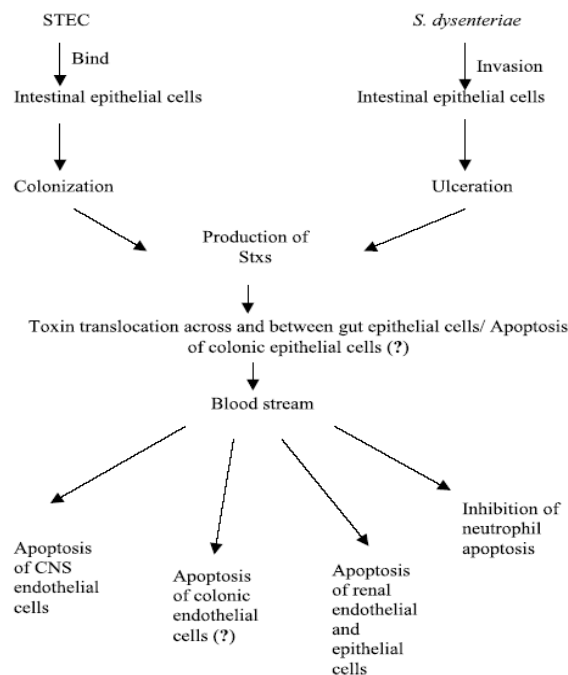 STEC
S. dysenteriae
Bind
Invasion
Intestinal epithelial cells
Intestinal epithelial cells
Colonization
Ulceration
Production of
Stxs
Toxin translocation across and between gut epithelial cells/ Apoptosis
of colonic epithelial cells (?)
Blood stream
Apoptosis
of CNS
endothelial
cells
Apoptosis
of colonic
endothelial
cells (?)
Apoptosis
of renal
endothelial
and
epithelial
cells
Inhibition of
neutrophil
apoptosis